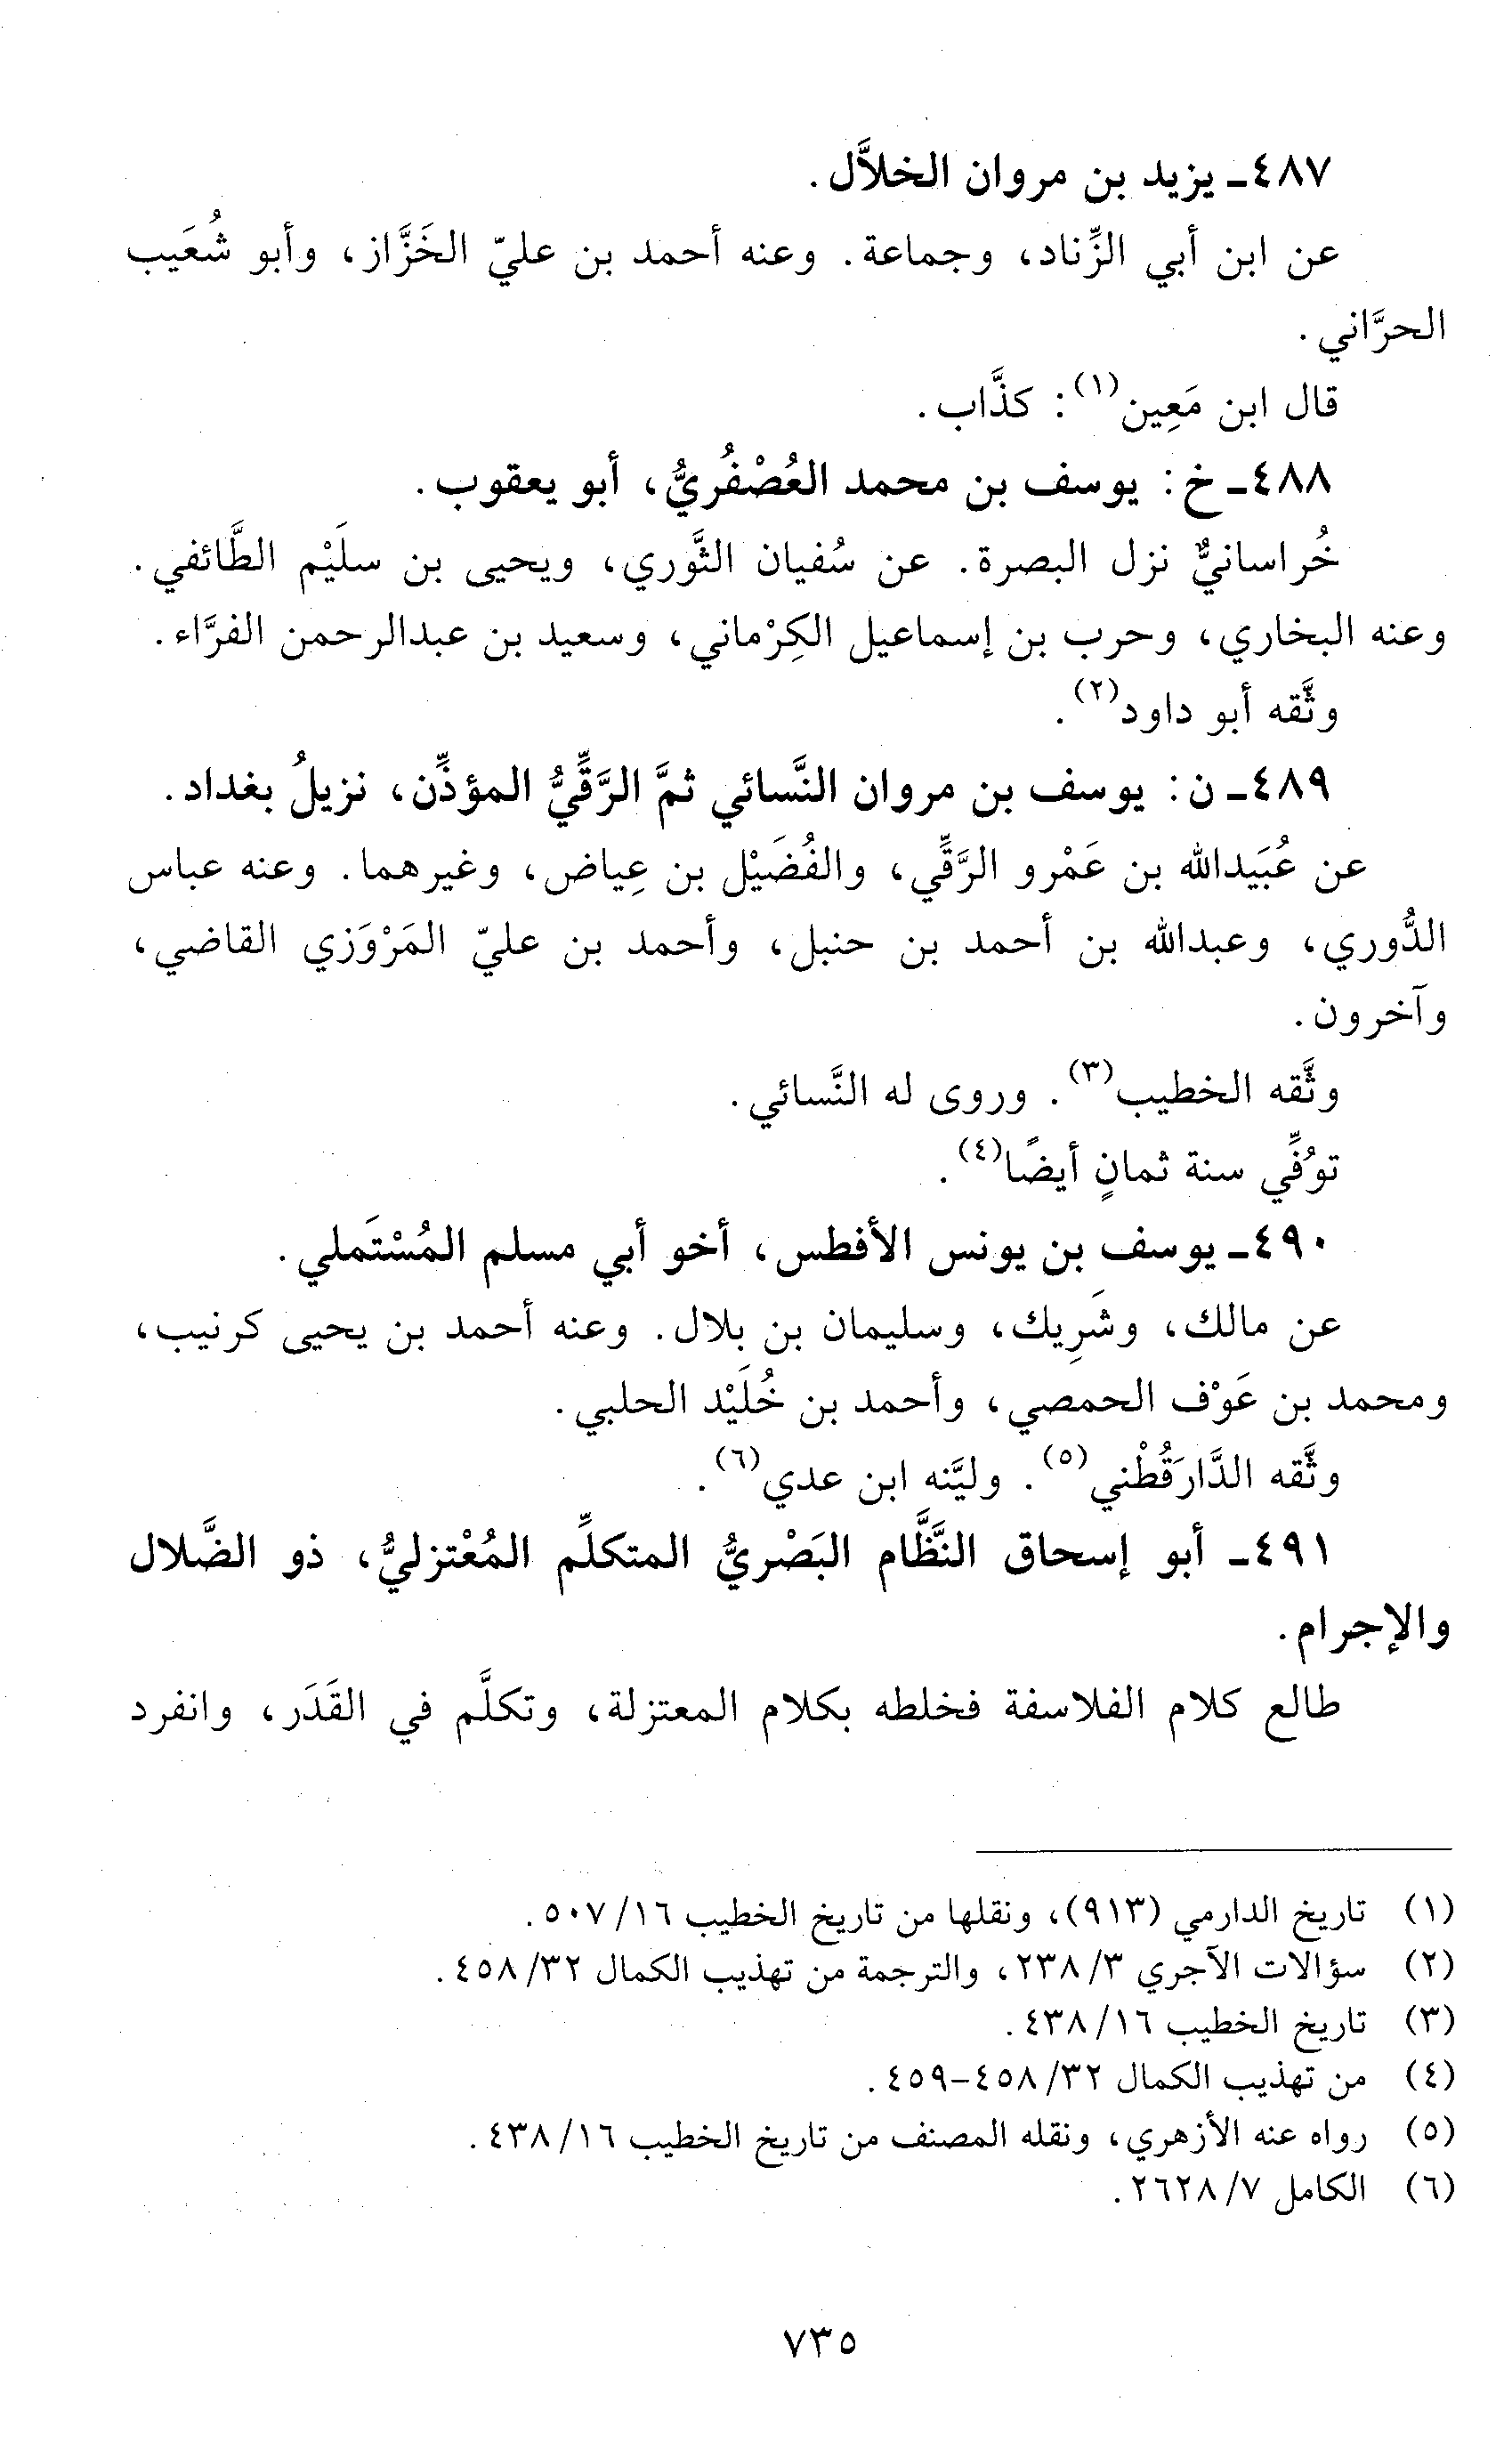 ٤٨٧ـ يزيد بن مروان الخلاَّل.
عن ابن أبي الزِّناد، وجماعة. وعنه أحمد بن عليّ الخَزَّاز، وأبو شُعَيب
الحرَّاني.
قال ابن مَعِين(١): كذَّاب.
٤٨٨ـ خ: يوسف بن محمد العُصْفُريُّ، أبو يعقوب.
خُراسانيٌّ نزل البصرة. عن سُفيان الثَّوري، ويحيى بن سلَيْم الطَّائفي.
وعنه البخاري، وحرب بن إسماعيل الكِرْماني، وسعيد بن عبدالرحمن الفرَّاء.
وثَّقه أبو داود(٢).
٤٨٩ـ ن: يوسف بن مروان النَّسائي ثمَّ الرَّقِّيُّ المؤذِّن، نزيلُ بغداد.
عن عُبَيدالله بن عَمْرو الرَّقِّي، والفُضَيْل بن عِياض، وغيرهما. وعنه عباس
الدُّوري، وعبدالله بن أحمد بن حنبل، وأحمد بن عليّ المَرْوَزي القاضي،
وآخرون.
وثَّقه الخطيب(٣). وروى له النَّسائي.
توُفِّي سنة ثمانٍ أيضًا(٤).
٤٩٠ـ يوسف بن يونس الأفطس، أخو أبي مسلم المُسْتَملي.
عن مالك، وشَرِيك، وسليمان بن بلال. وعنه أحمد بن يحيى كرنيب،
ومحمد بن عَوْف الحمصي، وأحمد بن خُلَيْد الحلبي.
وثَّقه الدَّارَقُطْني(٥). وليَّنه ابن عدي(٦).
٤٩١ـ أبو إسحاق النَّظَّام البَصْريُّ المتكلِّم المُعْتزليُّ، ذو الضَّلال
والإجرام.
طالع كلام الفلاسفة فخلطه بكلام المعتزلة، وتكلَّم في القَدَر، وانفرد
(١) تاريخ الدارمي (٩١٣)، ونقلها من تاريخ الخطيب ١٦/ ٥٠٧.
(٢) سؤالات الآجري ٣/ ٢٣٨، والترجمة من تهذيب الكمال ٣٢/ ٤٥٨.
(٣) تاريخ الخطيب ١٦/ ٤٣٨.
(٤) من تهذيب الكمال ٣٢/ ٤٥٨-٤٥٩.
(٥) رواه عنه الأزهري، ونقله المصنف من تاريخ الخطيب ١٦/ ٤٣٨.
(٦) الكامل ٧/ ٢٦٢٨.
٧٣٥